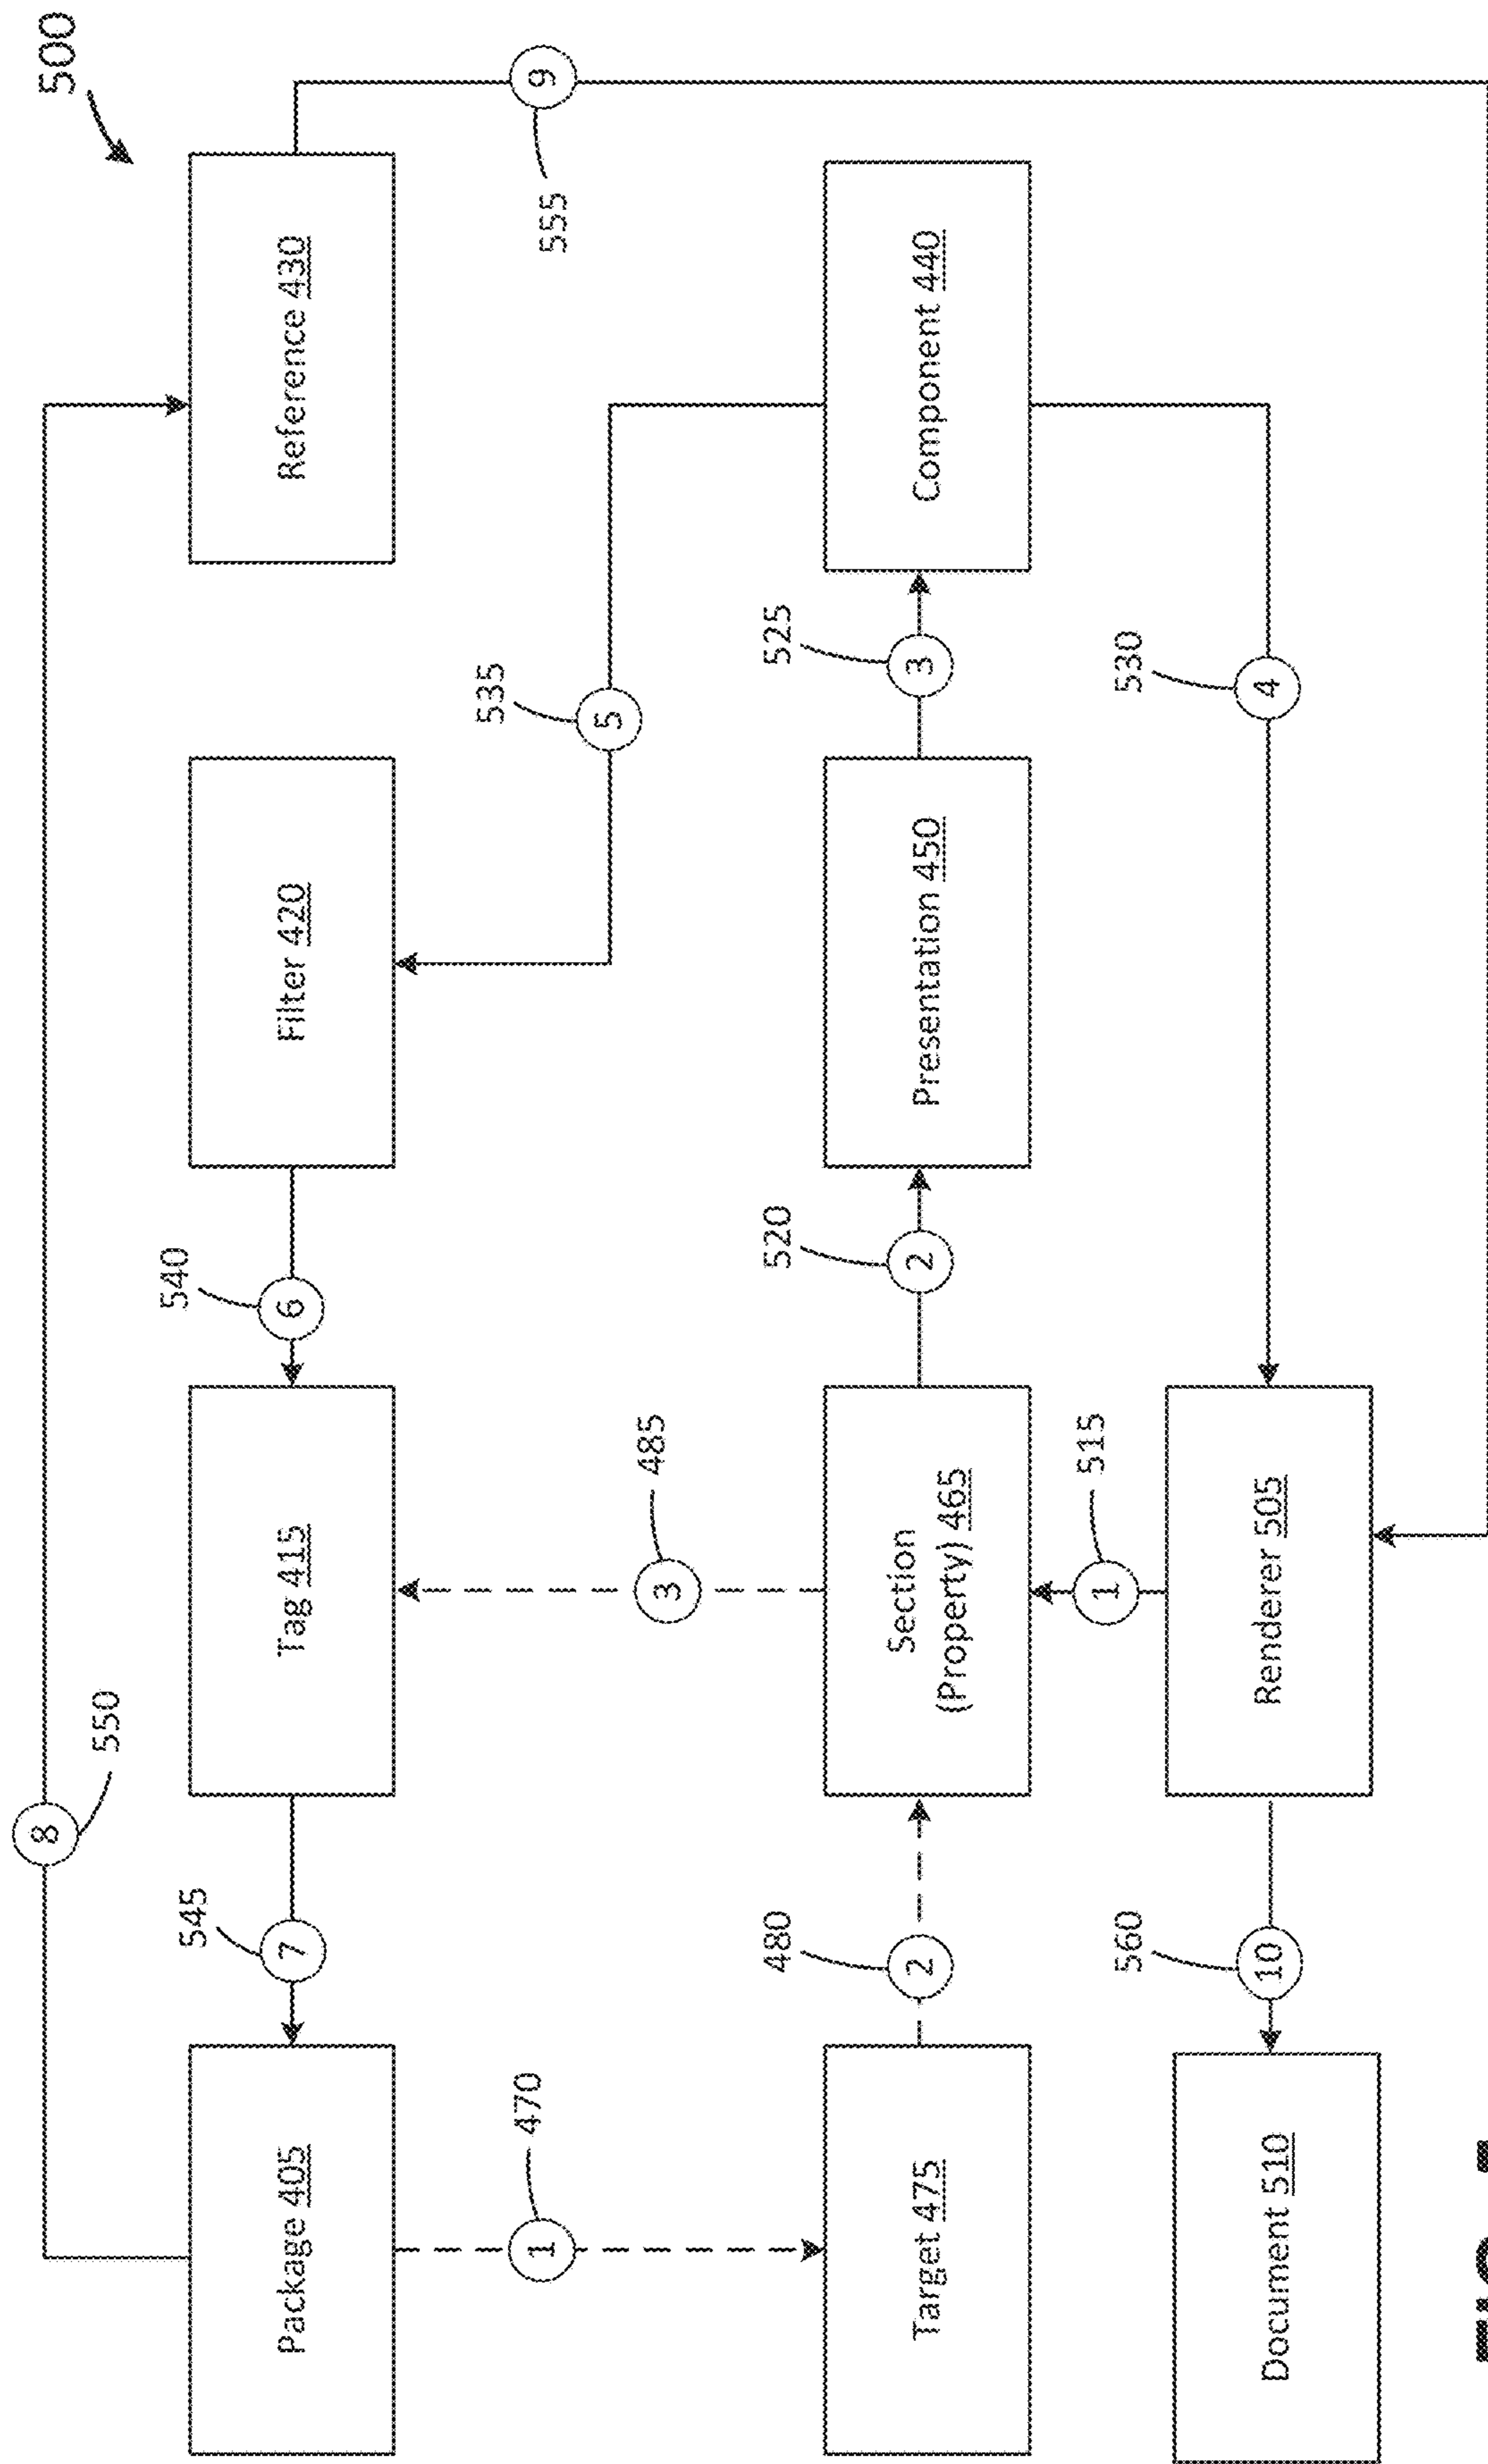 500
8
550
Package 405
7
545
Tag 415
6
540
Filter 420
Reference 430
9
555
1
470
3
485
5
535
Target 475
2
480
Section
(Property) 465
2
520
Presentation 450
3
525
Component 440
1
515
4
530
Document 510
10
560
Renderer 505